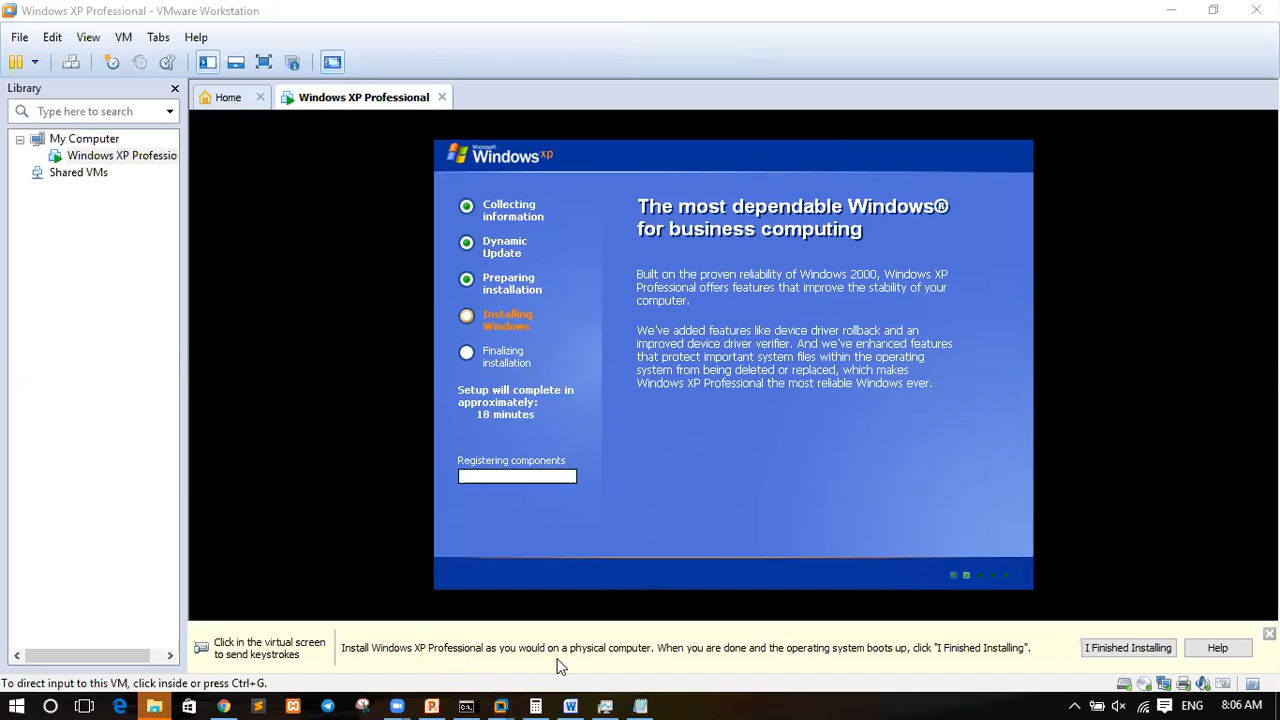 Windows XP Professional - VMware Workstation
File Edit View VM Tabs Help
Library
Type here to search
My Computer
Windows XP Professio
Shared VMs
Home
Windows XP Professional
Microsoft
Windows xp
Collecting
information
Dynamic
Update
Preparing
installation
Installing
Windows
Finalizing
installation
Setup will complete in
approximately:
18 minutes
Registering components
The most dependable Windows®
for business computing
Built on the proven reliability of Windows 2000, Windows XP
Professional offers features that improve the stability of your
computer.
We've added features like device driver rollback and an
improved device driver verifier. And we've enhanced features
that protect important system files within the operating
system from being deleted or replaced, which makes
Windows XP Professional the most reliable Windows ever.
Click in the virtual screen
to send keystrokes
Install Windows XP Professional as you would on a physical computer. When you are done and the operating system boots up, click "I Finished Installing".
I Finished Installing
Help
To direct input to this VM, click inside or press Ctrl+G.
ENG 8:06 AM